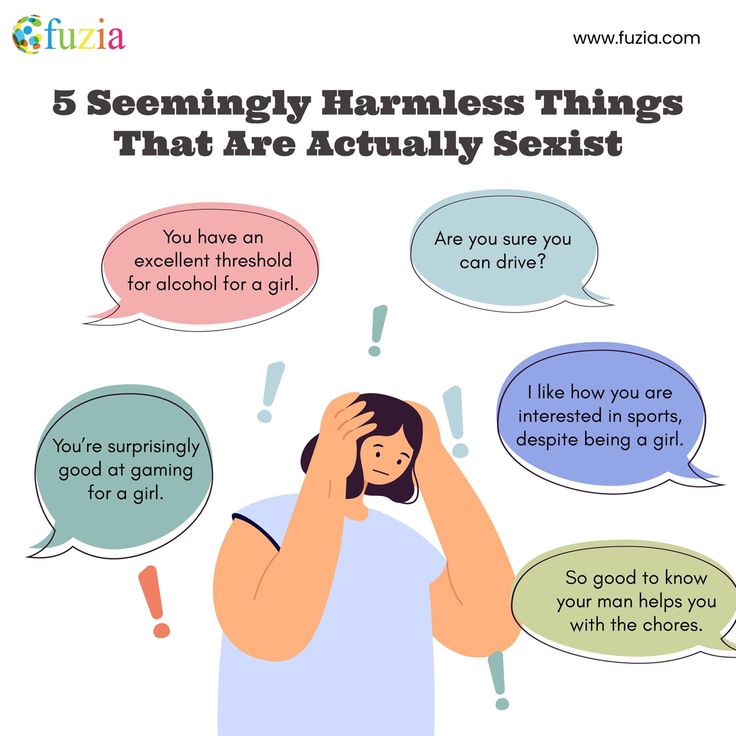 fuzia
www.fuzia.com
5 Seemingly Harmless Things
That Are Actually Sexist
You have an
excellent threshold
for alcohol for a girl.
Are you sure you
can drive?
I like how you are
interested in sports,
despite being a girl.
You’re surprisingly
good at gaming
for a girl.
So good to know
your man helps you
with the chores.